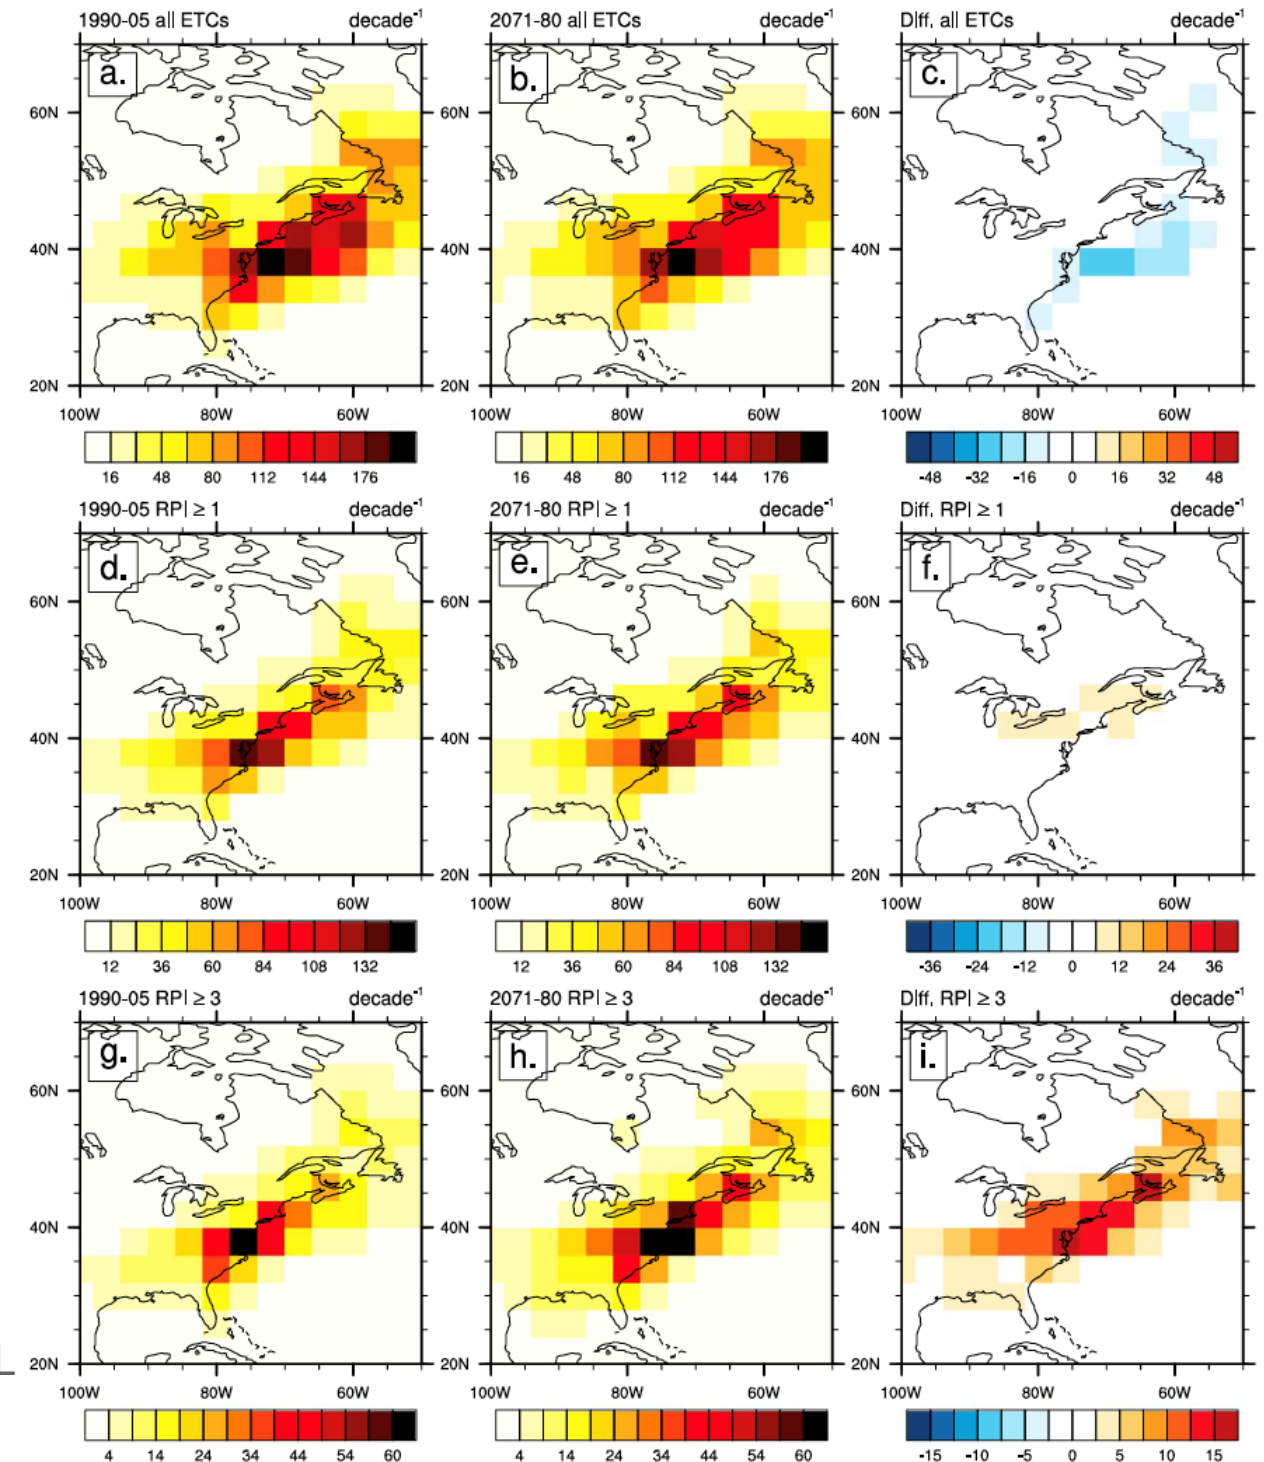 1990-05 all ETCs decade-1 2071-80 all ETCs decade-1 Diff, all ETCs decade-1
a. b. c.
60N 60N 60N
40N 40N 40N
20N 20N 20N
100W 80W 60W 100W 80W 60W 100W 80W 60W
16 48 80 112 144 176 16 48 80 112 144 176 -48 -32 -16 0 16 32 48
1990-05 RPI ≥ 1 decade-1 2071-80 RPI ≥ 1 decade-1 Diff, RPI ≥ 1 decade-1
d. e. f.
60N 60N 60N
40N 40N 40N
20N 20N 20N
100W 80W 60W 100W 80W 60W 100W 80W 60W
12 36 60 84 108 132 12 36 60 84 108 132 -36 -24 -12 0 12 24 36
1990-05 RPI ≥ 3 decade-1 2071-80 RPI ≥ 3 decade-1 Diff, RPI ≥ 3 decade-1
g. h. i.
60N 60N 60N
40N 40N 40N
20N 20N 20N
100W 80W 60W 100W 80W 60W 100W 80W 60W
4 14 24 34 44 54 60 4 14 24 34 44 54 60 -15 -10 -5 0 5 10 15